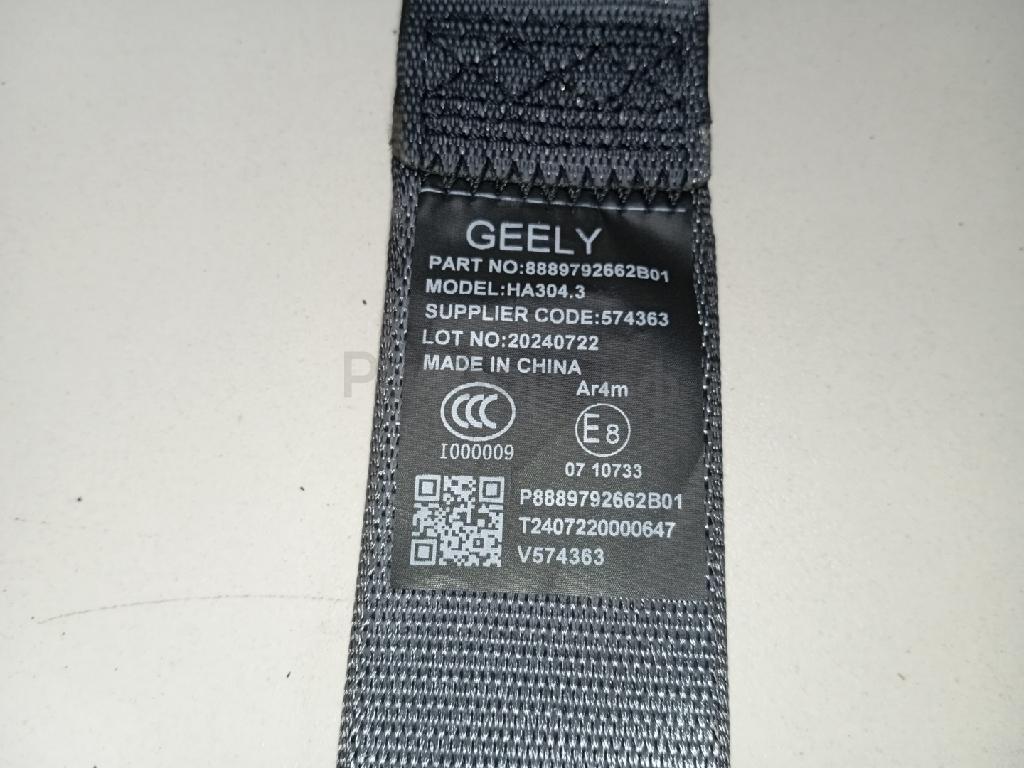 GEELY
PART NO:8889792662B01
MODEL:HA304.3
SUPPLIER CODE:574363
LOT NO:20240722
MADE IN CHINA
CCC
I000009
Ar4m
E8
07 10733
P8889792662B01
T2407220000647
V574363